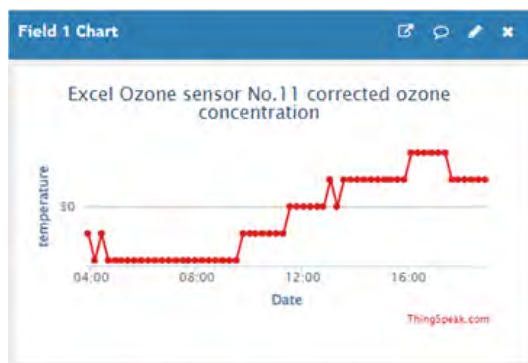 Field 1 Chart
Excel Ozone sensor No.11 corrected ozone
concentration
temperature
50
04:00 08:00 12:00 16:00
Date
ThingSpeak.com